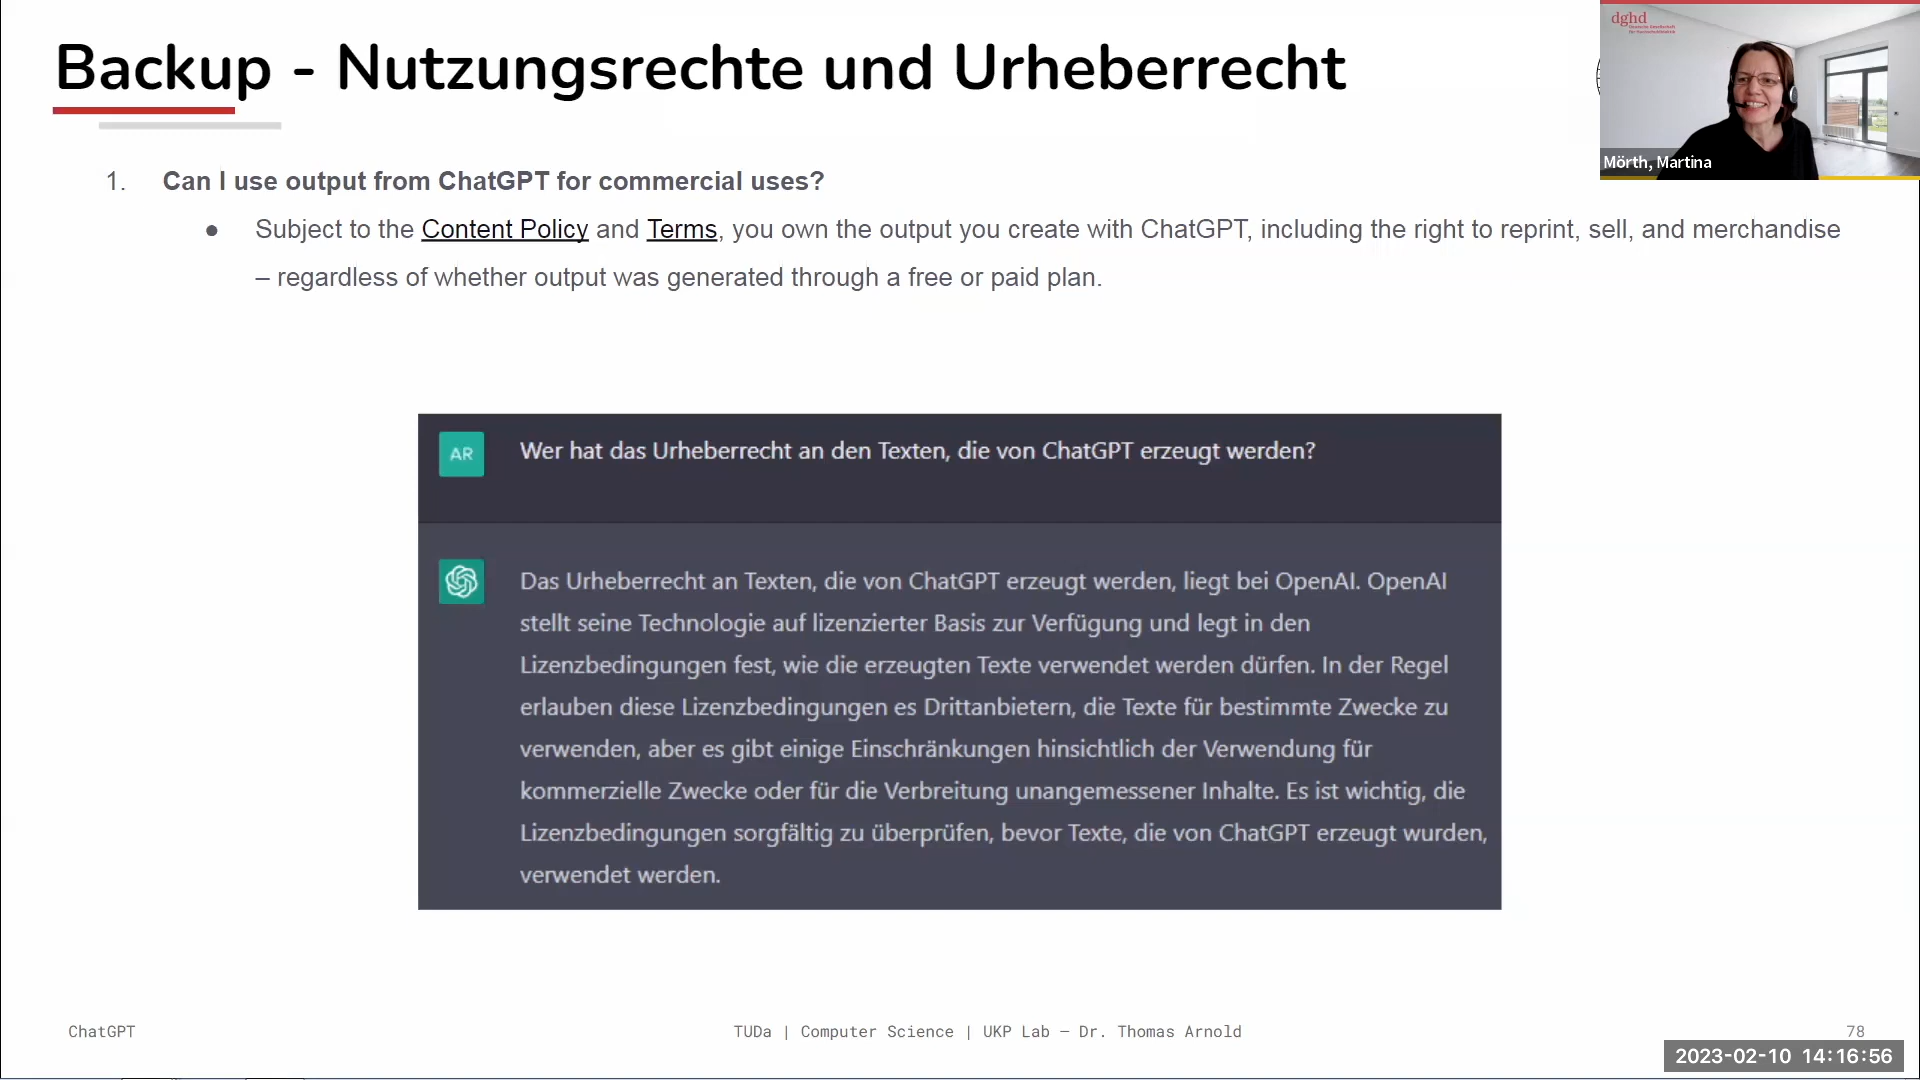 Backup - Nutzungsrechte und Urheberrecht
dghd
Mörth, Martina
1. Can I use output from ChatGPT for commercial uses?
● Subject to the Content Policy and Terms, you own the output you create with ChatGPT, including the right to reprint, sell, and merchandise
– regardless of whether output was generated through a free or paid plan.
AR
Wer hat das Urheberrecht an den Texten, die von ChatGPT erzeugt werden?
Das Urheberrecht an Texten, die von ChatGPT erzeugt werden, liegt bei OpenAI. OpenAI
stellt seine Technologie auf lizenzierter Basis zur Verfügung und legt in den
Lizenzbedingungen fest, wie die erzeugten Texte verwendet werden dürfen. In der Regel
erlauben diese Lizenzbedingungen es Drittanbietern, die Texte für bestimmte Zwecke zu
verwenden, aber es gibt einige Einschränkungen hinsichtlich der Verwendung für
kommerzielle Zwecke oder für die Verbreitung unangemessener Inhalte. Es ist wichtig, die
Lizenzbedingungen sorgfältig zu überprüfen, bevor Texte, die von ChatGPT erzeugt wurden,
verwendet werden.
ChatGPT
TUDa | Computer Science | UKP Lab – Dr. Thomas Arnold
78
2023-02-10 14:16:56